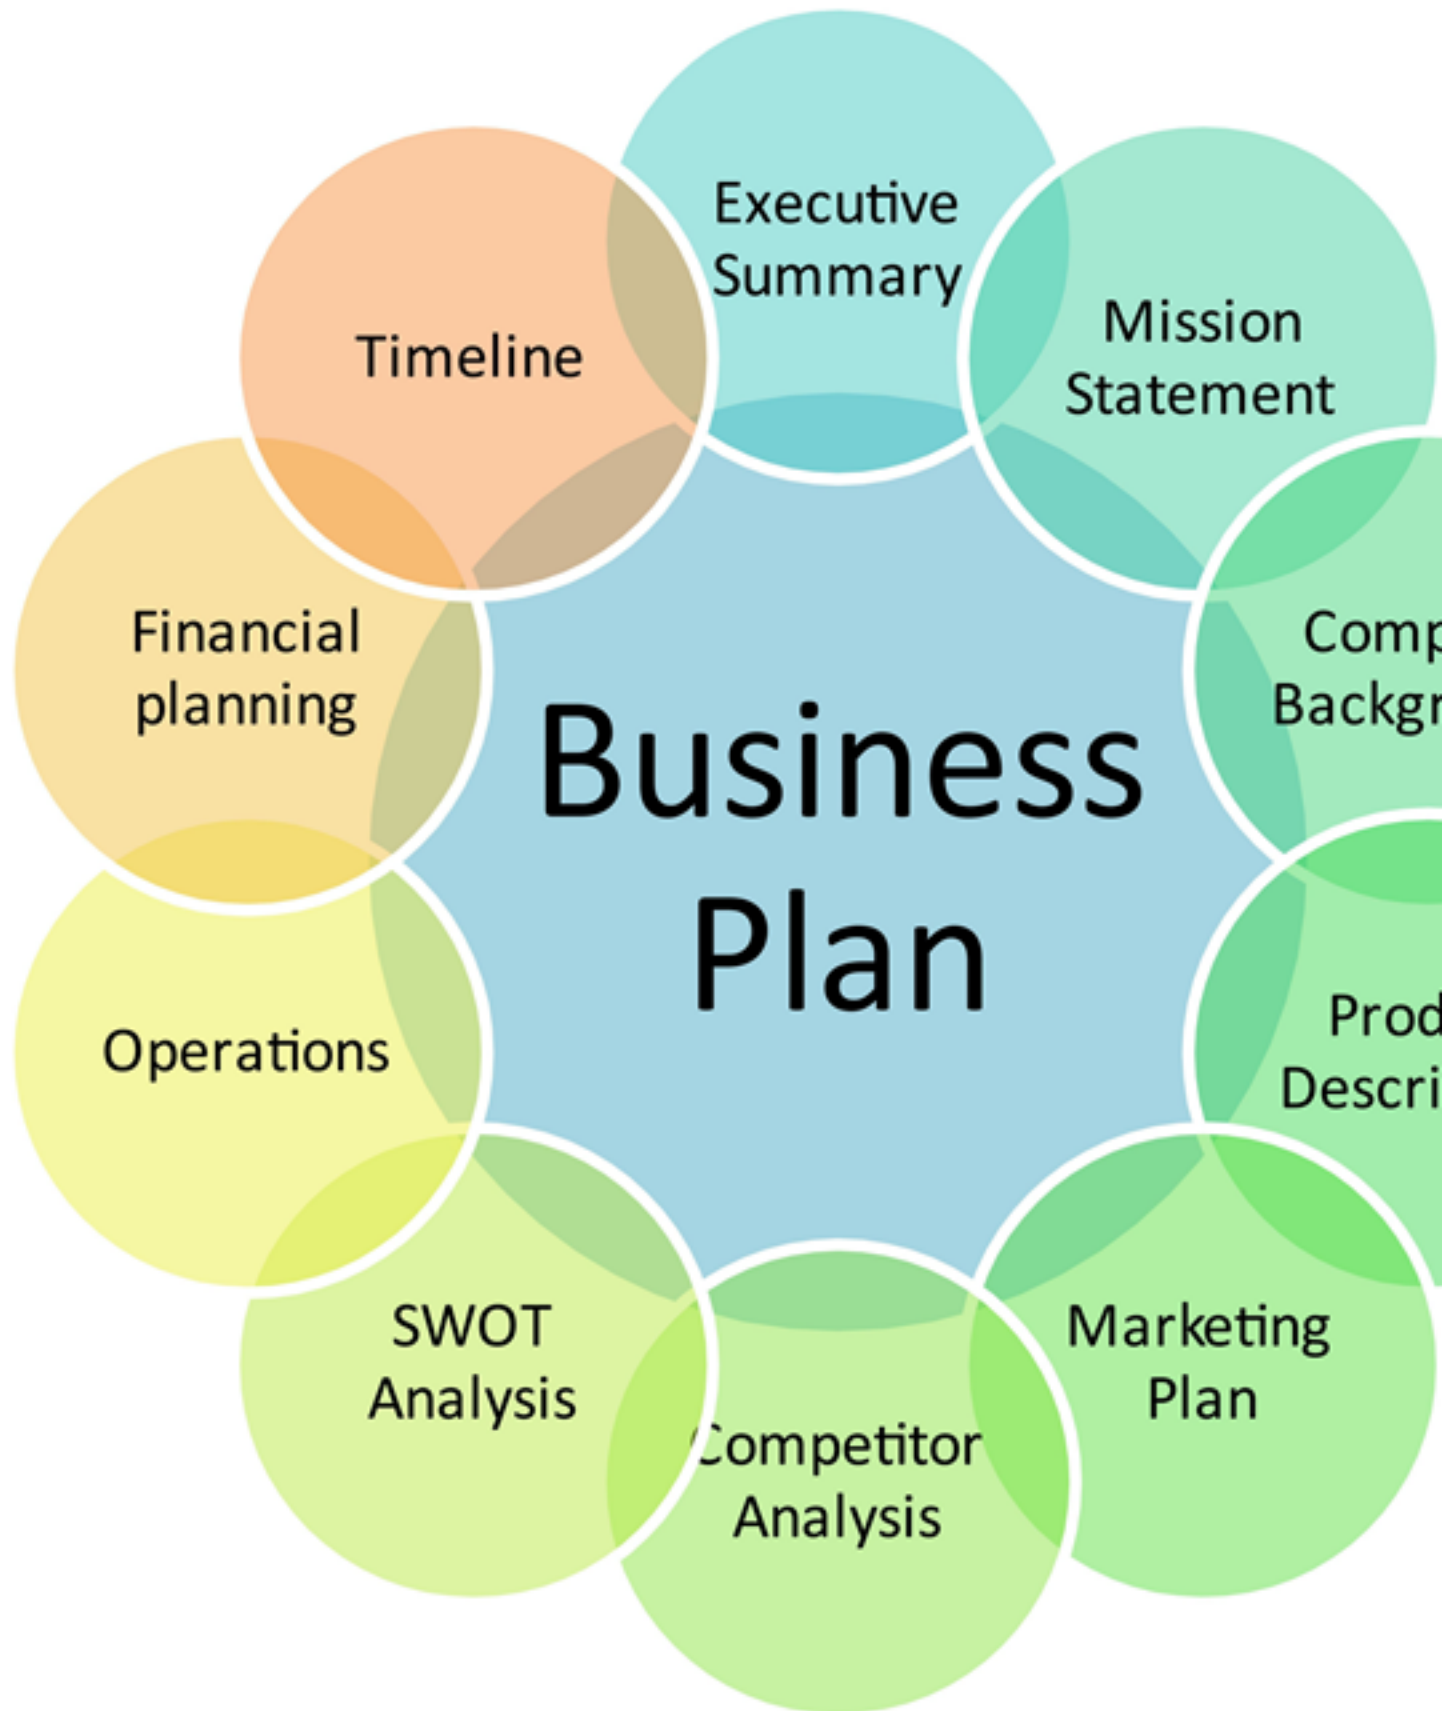 Executive
Summary
Mission
Statement
Timeline
Financial
planning
Business
Plan
Operations
SWOT
Analysis
Marketing
Plan
Competitor
Analysis